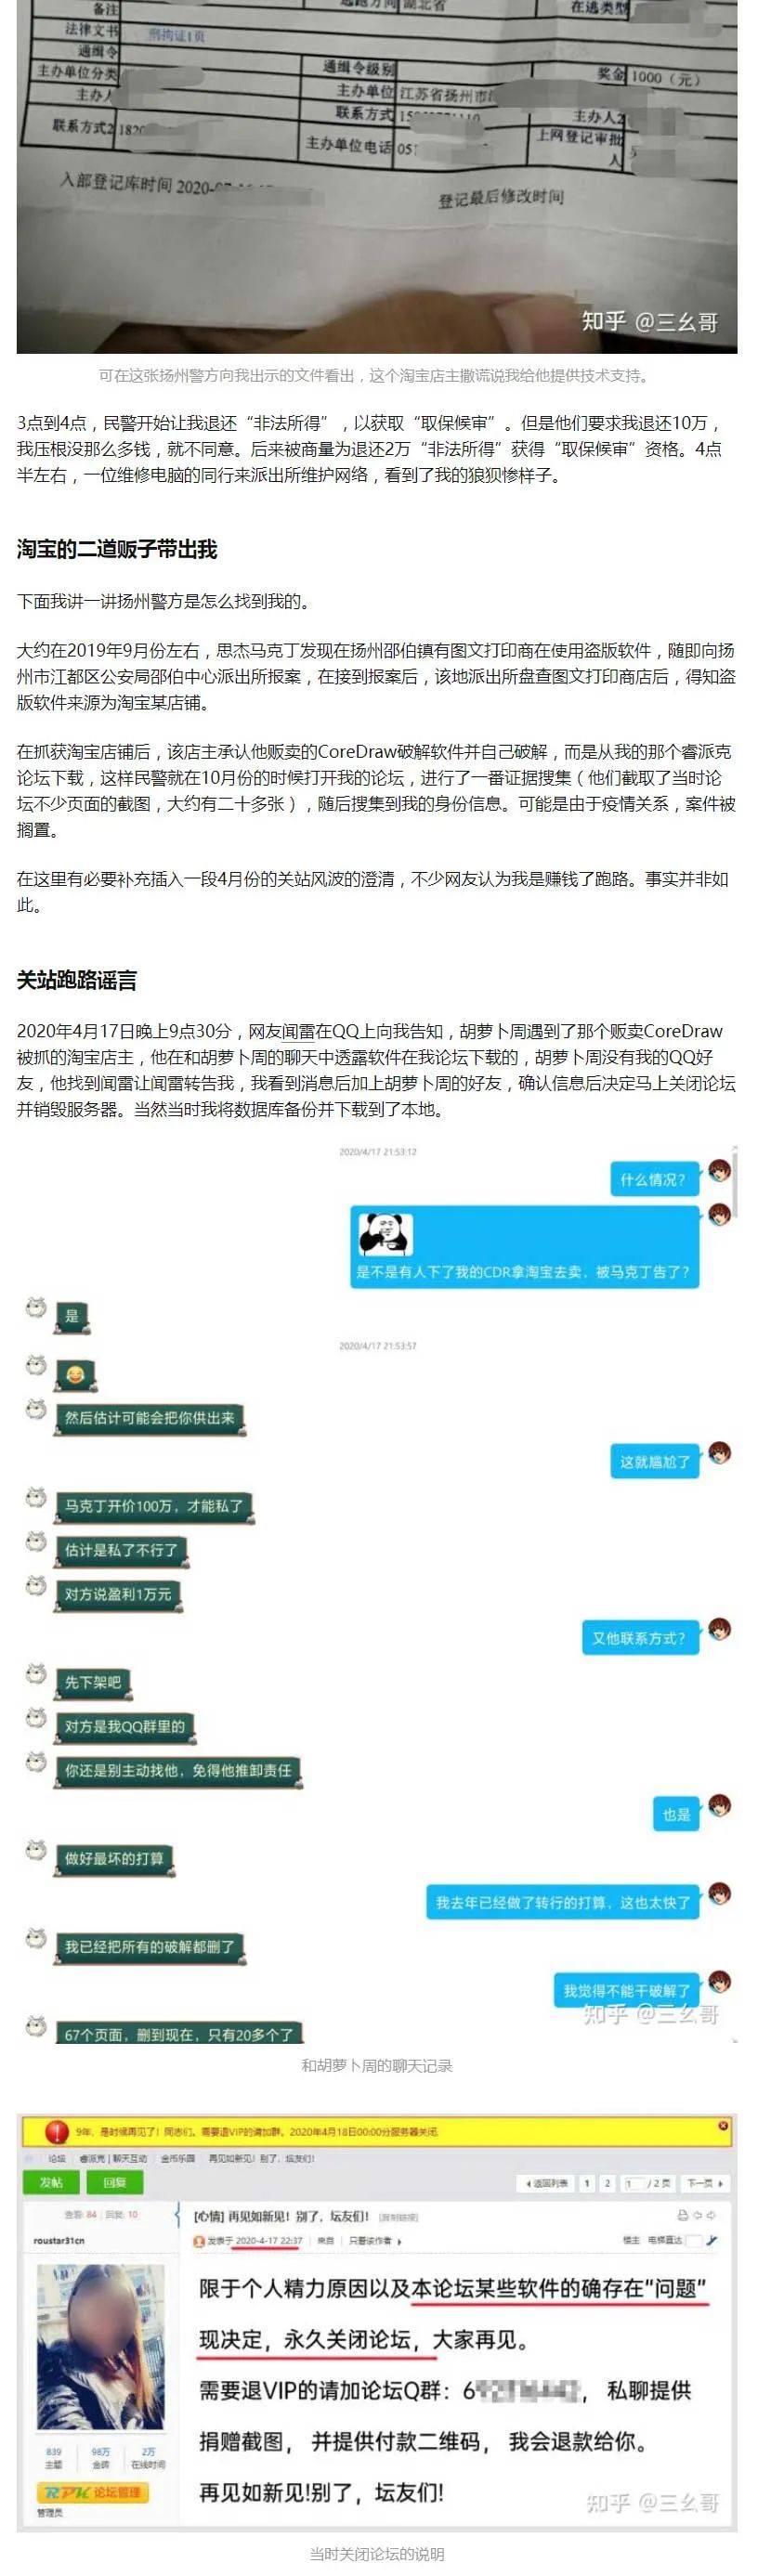 备注
逃跑方向 湖北省
在逃类型
法律文书 刑拘证1页
通缉令
通缉令级别
奖金 1000（元）
主办单位分类
主办单位 江苏省扬州市
主办人
联系方式
主办人2
联系方式2 182
主办单位电话 051
上网登记审批人
入部登记库时间 2020-
登记最后修改时间
知乎 @三幺哥
可在这张扬州警方向我出示的文件看出，这个淘宝店主撒谎说我给他提供技术支持。
3点到4点，民警开始让我退还“非法所得”，以获取“取保候审”。但是他们要求我退还10万，
我压根没那么多钱，就不同意。后来被商量为退还2万“非法所得”获得“取保候审”资格。4点
半左右，一位维修电脑的同行来派出所维护网络，看到了我的狼狈惨样子。
淘宝的二道贩子带出我
下面我讲一讲扬州警方是怎么找到我的。
大约在2019年9月份左右，思杰马克丁发现在扬州邵伯镇有图文打印商在使用盗版软件，随即向扬
州市江都区公安局邵伯中心派出所报案，在接到报案后，该地派出所盘查图文打印商店后，得知盗
版软件来源为淘宝某店铺。
在抓获淘宝店铺后，该店主承认他贩卖的CoreDraw破解软件并自己破解，而是从我的那个睿派克
论坛下载，这样民警就在10月份的时候打开我的论坛，进行了一番证据搜集（他们截取了当时论
坛不少页面的截图，大约有二十多张），随后搜集到我的身份信息。可能是由于疫情关系，案件被
搁置。
在这里有必要补充插入一段4月份的关站风波的澄清，不少网友认为我是赚钱了跑路。事实并非如
此。
关站跑路谣言
2020年4月17日晚上9点30分，网友闻雷在QQ上向我告知，胡萝卜周遇到了那个贩卖CoreDraw
被抓的淘宝店主，他在和胡萝卜周的聊天中透露软件在我论坛下载的，胡萝卜周没有我的QQ好
友，他找到闻雷让闻雷转告我，我看到消息后加上胡萝卜周的好友，确认信息后决定马上关闭论坛
并销毁服务器。当然当时我将数据库备份并下载到了本地。
2020/4/17 21:53:12
什么情况？
是不是有人下了我的CDR拿淘宝去卖，被马克丁告了？
是
2020/4/17 21:53:57
然后估计可能会把你供出来
这就尴尬了
马克丁开价100万，才能私了
估计是私了不行了
对方说盈利1万元
又他联系方式？
先下架吧
对方是我QQ群里的
你还是别主动找他，免得他推卸责任
也是
做好最坏的打算
我去年已经做了转行的打算，这也太快了
我已经把所有的破解都删了
我觉得不能干破解了
知乎 @三幺哥
67个页面，删到现在，只有20多个了
和胡萝卜周的聊天记录
9年，是时候再见了！同志们。需要退VIP的请加群。2020年4月18日00:00分服务器关闭
论坛 睿派克 | 聊天互动 金币乐园 再见如新见！别了，坛友们！
发帖 回复 返回列表 1 2 1 / 2 页 下一页
查看: 84 | 回复: 10
[心情] 再见如新见！别了，坛友们！ [复制链接]
roustar31cn
发表于 2020-4-17 22:37 | 来自 | 只看该作者
楼主 电梯直达
限于个人精力原因以及本论坛某些软件的确存在“问题”
现决定，永久关闭论坛，大家再见。
需要退VIP的请加论坛Q群：6
私聊提供
捐赠截图， 并提供付款二维码， 我会退款给你。
再见如新见!别了，坛友们!
839 98万 2万
主题 金砖 在线时间
RPK 论坛管理
管理员
知乎 @三幺哥
当时关闭论坛的说明